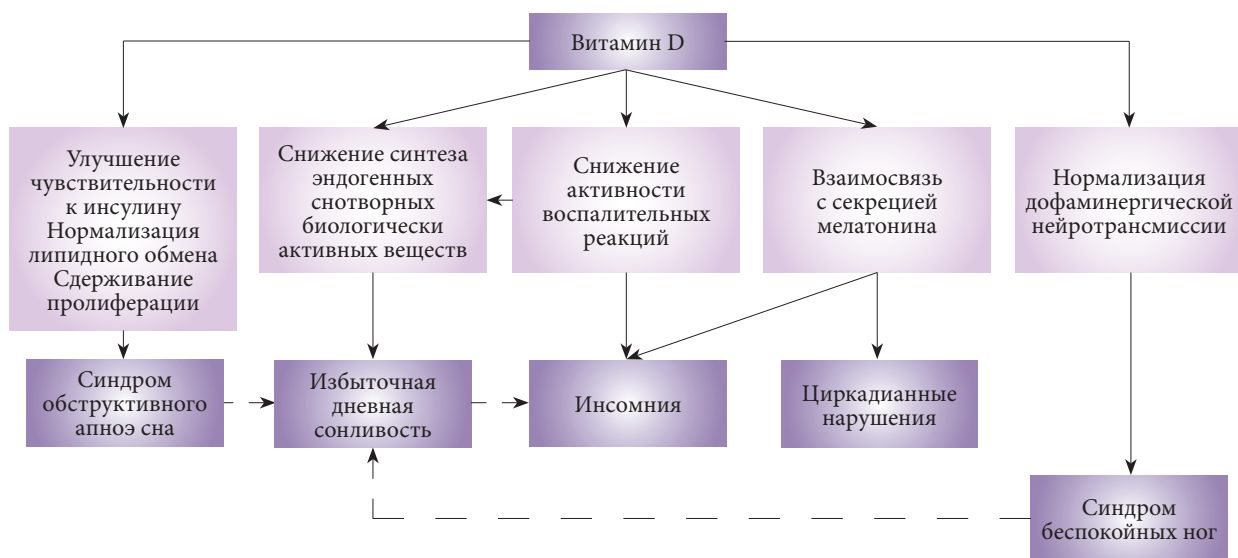 Витамин D
Улучшение
чувствительности
к инсулину
Нормализация
липидного обмена
Сдерживание
пролиферации
Снижение синтеза
эндогенных
снотворных
биологически
активных веществ
Снижение
активности
воспалительных
реакций
Взаимосвязь
с секрецией
мелатонина
Нормализация
дофаминергической
нейротрансмиссии
Синдром
обструктивного
апноэ сна
Избыточная
дневная
сонливость
Инсомния
Циркадианные
нарушения
Синдром
беспокойных ног